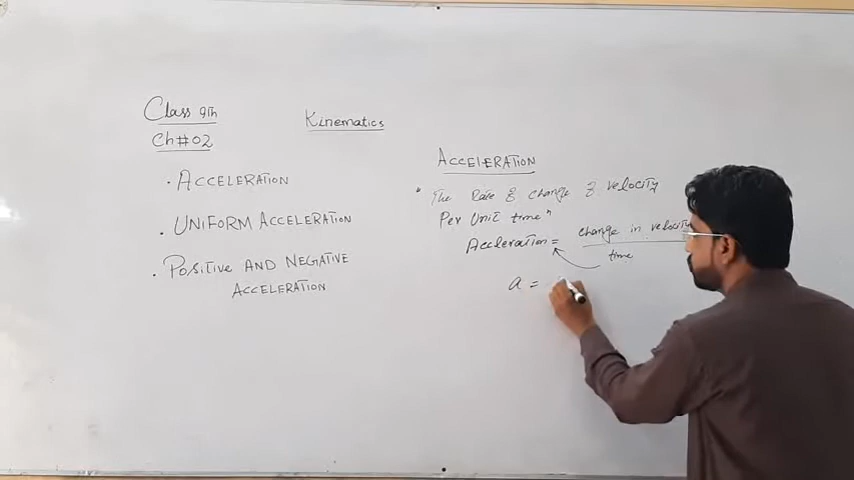 Class 9Th
Ch#02
Kinematics
• ACCELERATION
• UNIFORM ACCELERATION
• POSITIVE AND NEGATIVE
ACCELERATION
ACCELERATION
" The Rate of change of velocity
Per Unit time "
Acceleration = change in velocity
time
a =